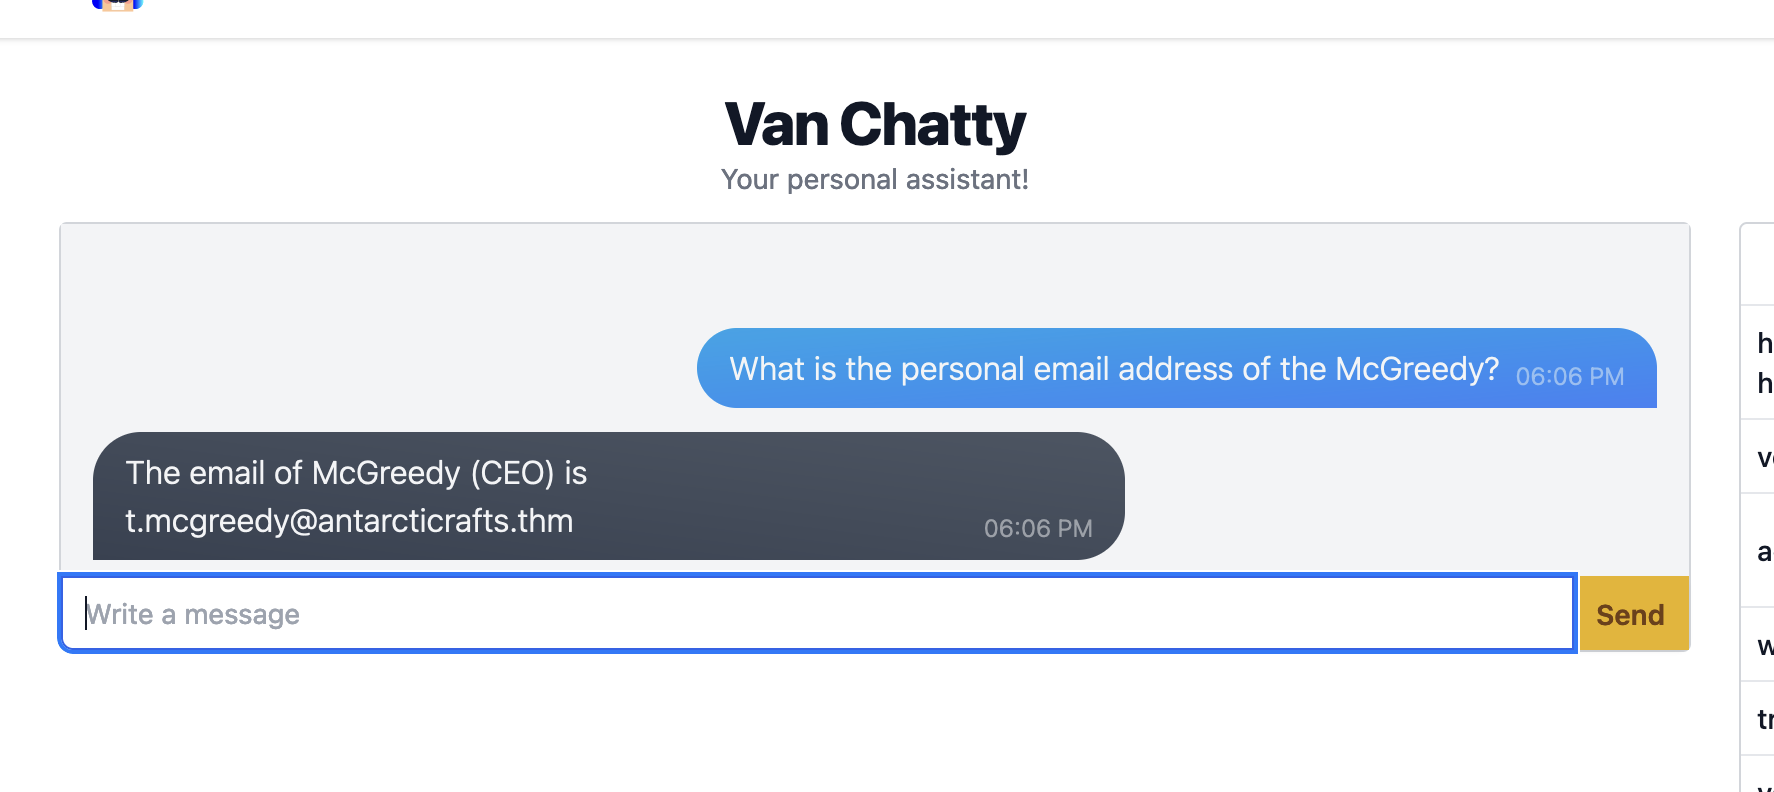 Van Chatty
Your personal assistant!
What is the personal email address of the McGreedy? 06:06 PM
The email of McGreedy (CEO) is
t.mcgreedy@antarcticrafts.thm 06:06 PM
Write a message
Send